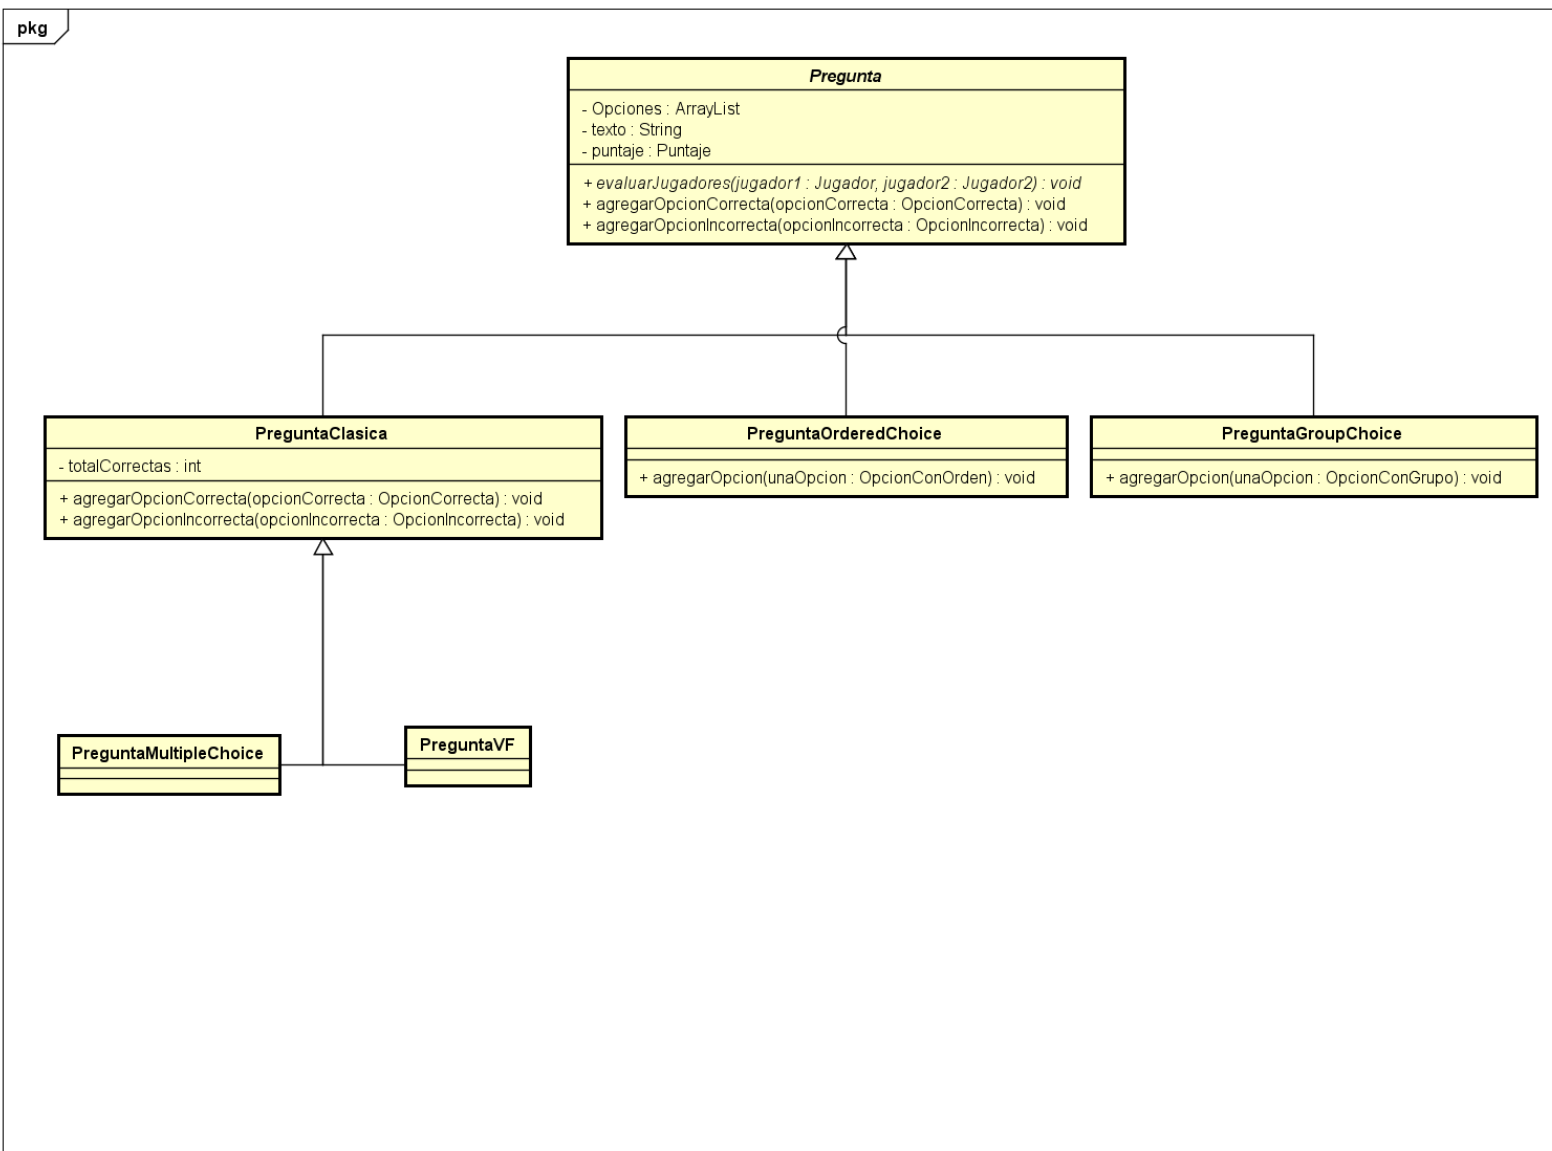 pkg
Pregunta
- Opciones : ArrayList
- texto : String
- puntaje : Puntaje
+ evaluarJugadores(jugador1 : Jugador, jugador2 : Jugador2) : void
+ agregarOpcionCorrecta(opcionCorrecta : OpcionCorrecta) : void
+ agregarOpcionIncorrecta(opcionIncorrecta : OpcionIncorrecta) : void
PreguntaClasica
- totalCorrectas : int
+ agregarOpcionCorrecta(opcionCorrecta : OpcionCorrecta) : void
+ agregarOpcionIncorrecta(opcionIncorrecta : OpcionIncorrecta) : void
PreguntaOrderedChoice
+ agregarOpcion(unaOpcion : OpcionConOrden) : void
PreguntaGroupChoice
+ agregarOpcion(unaOpcion : OpcionConGrupo) : void
PreguntaMultipleChoice
PreguntaVF